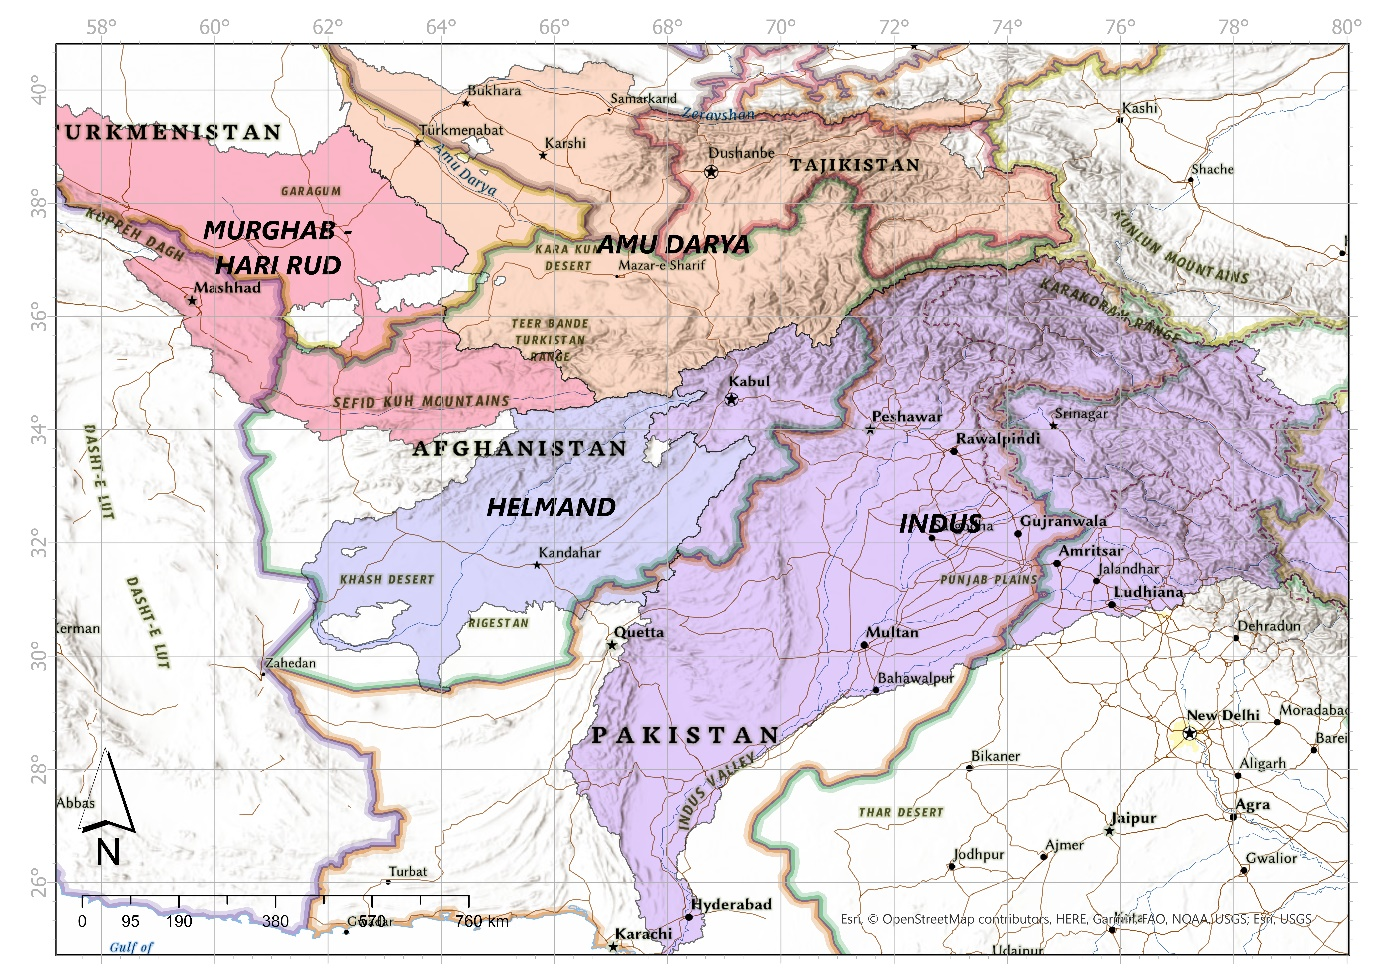 58° 60° 62° 64° 66° 68° 70° 72° 74° 76° 78° 80°
40°
38°
36°
34°
32°
30°
28°
26°
Bukhara
Samarkand
Zeravshan
Kashi
URKMENISTAN
Türkmenabat
Karshi
Dushanbe
TAJIKISTAN
Amu Darya
Shache
GARAGUM
KOPPEH DAGH
MURGHAB -
HARI RUD
KARA KUM
DESERT
AMU DARYA
Mazar-e Sharif
KUNLUN MOUNTAINS
Mashhad
KARAKORAM RANGE
TEER BANDE
TURKISTAN
RANGE
Kabul
SEFID KUH MOUNTAINS
Peshawar
Srinagar
Rawalpindi
AFGHANISTAN
DASHT-E LUT
HELMAND
INDUS
Gujranwala
Kandahar
Amritsar
Jalandhar
KHASH DESERT
PUNJAB PLAINS
Ludhiana
DASHT-E LUT
RIGESTAN
Kerman
Quetta
Multan
Dehradun
Zahedan
Bahawalpur
PAKISTAN
New Delhi
Moradabad
Barei
INDUS VALLEY
Bikaner
Aligarh
Abbas
THAR DESERT
Agra
Jaipur
N
Jodhpur
Ajmer
Gwalior
Turbat
Hyderabad
0 95 190 380 570 760 km
Gwadar
Esri, © OpenStreetMap contributors, HERE, Garmin, FAO, NOAA, USGS, Esri, USGS
Karachi
Gulf of
Udaipur